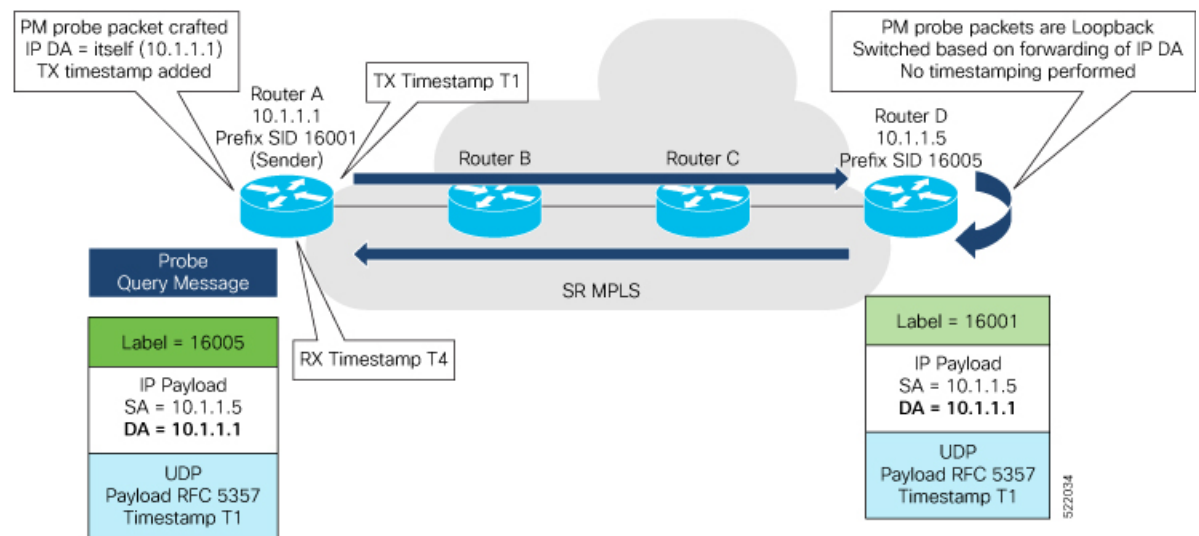 PM probe packet crafted
IP DA = itself (10.1.1.1)
TX timestamp added
TX Timestamp T1
PM probe packets are Loopback
Switched based on forwarding of IP DA
No timestamping performed
Router A
10.1.1.1
Prefix SID 16001
(Sender)
Router B
Router C
Router D
10.1.1.5
Prefix SID 16005
Probe
Query Message
SR MPLS
RX Timestamp T4
Label = 16005
IP Payload
SA = 10.1.1.5
DA = 10.1.1.1
UDP
Payload RFC 5357
Timestamp T1
Label = 16001
IP Payload
SA = 10.1.1.5
DA = 10.1.1.1
UDP
Payload RFC 5357
Timestamp T1
522034